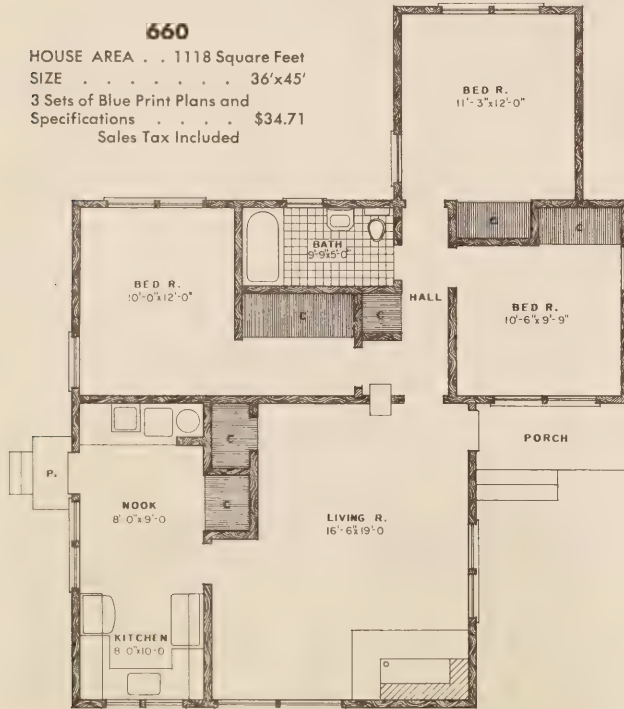 660
HOUSE AREA . . 1118 Square Feet
SIZE . . . . . . . 36'x45'
3 Sets of Blue Print Plans and
Specifications . . . . $34.71
Sales Tax Included
BED R.
11'-3"x12'-0"
C
C
BATH
9'-9"x5'-0"
BED R.
10'-0"x12'-0"
C
C
HALL
BED R.
10'-6"x9'-9"
C
C
PORCH
P.
NOOK
8'-0"x9'-0
LIVING R.
16'-6"x19'-0
KITCHEN
8'-0"x10'-0